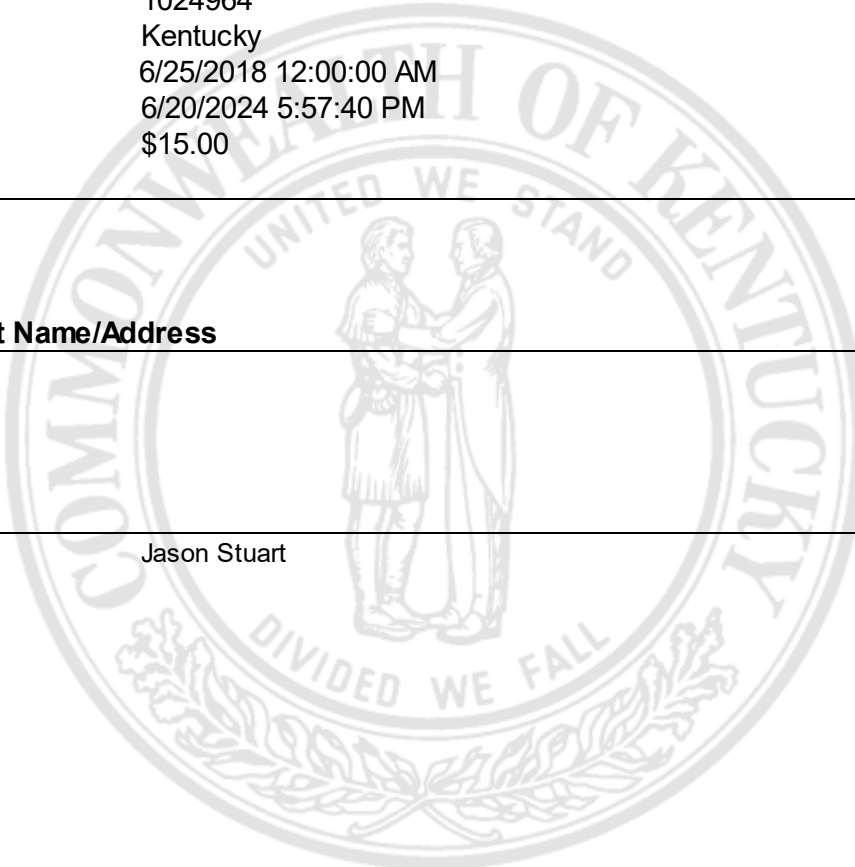 1024964
Kentucky
6/25/2018 12:00:00 AM
6/20/2024 5:57:40 PM
$15.00
COMMONWEALTH OF KENTUCKY
UNITED WE STAND
Name/Address
Jason Stuart
DIVIDED WE FALL